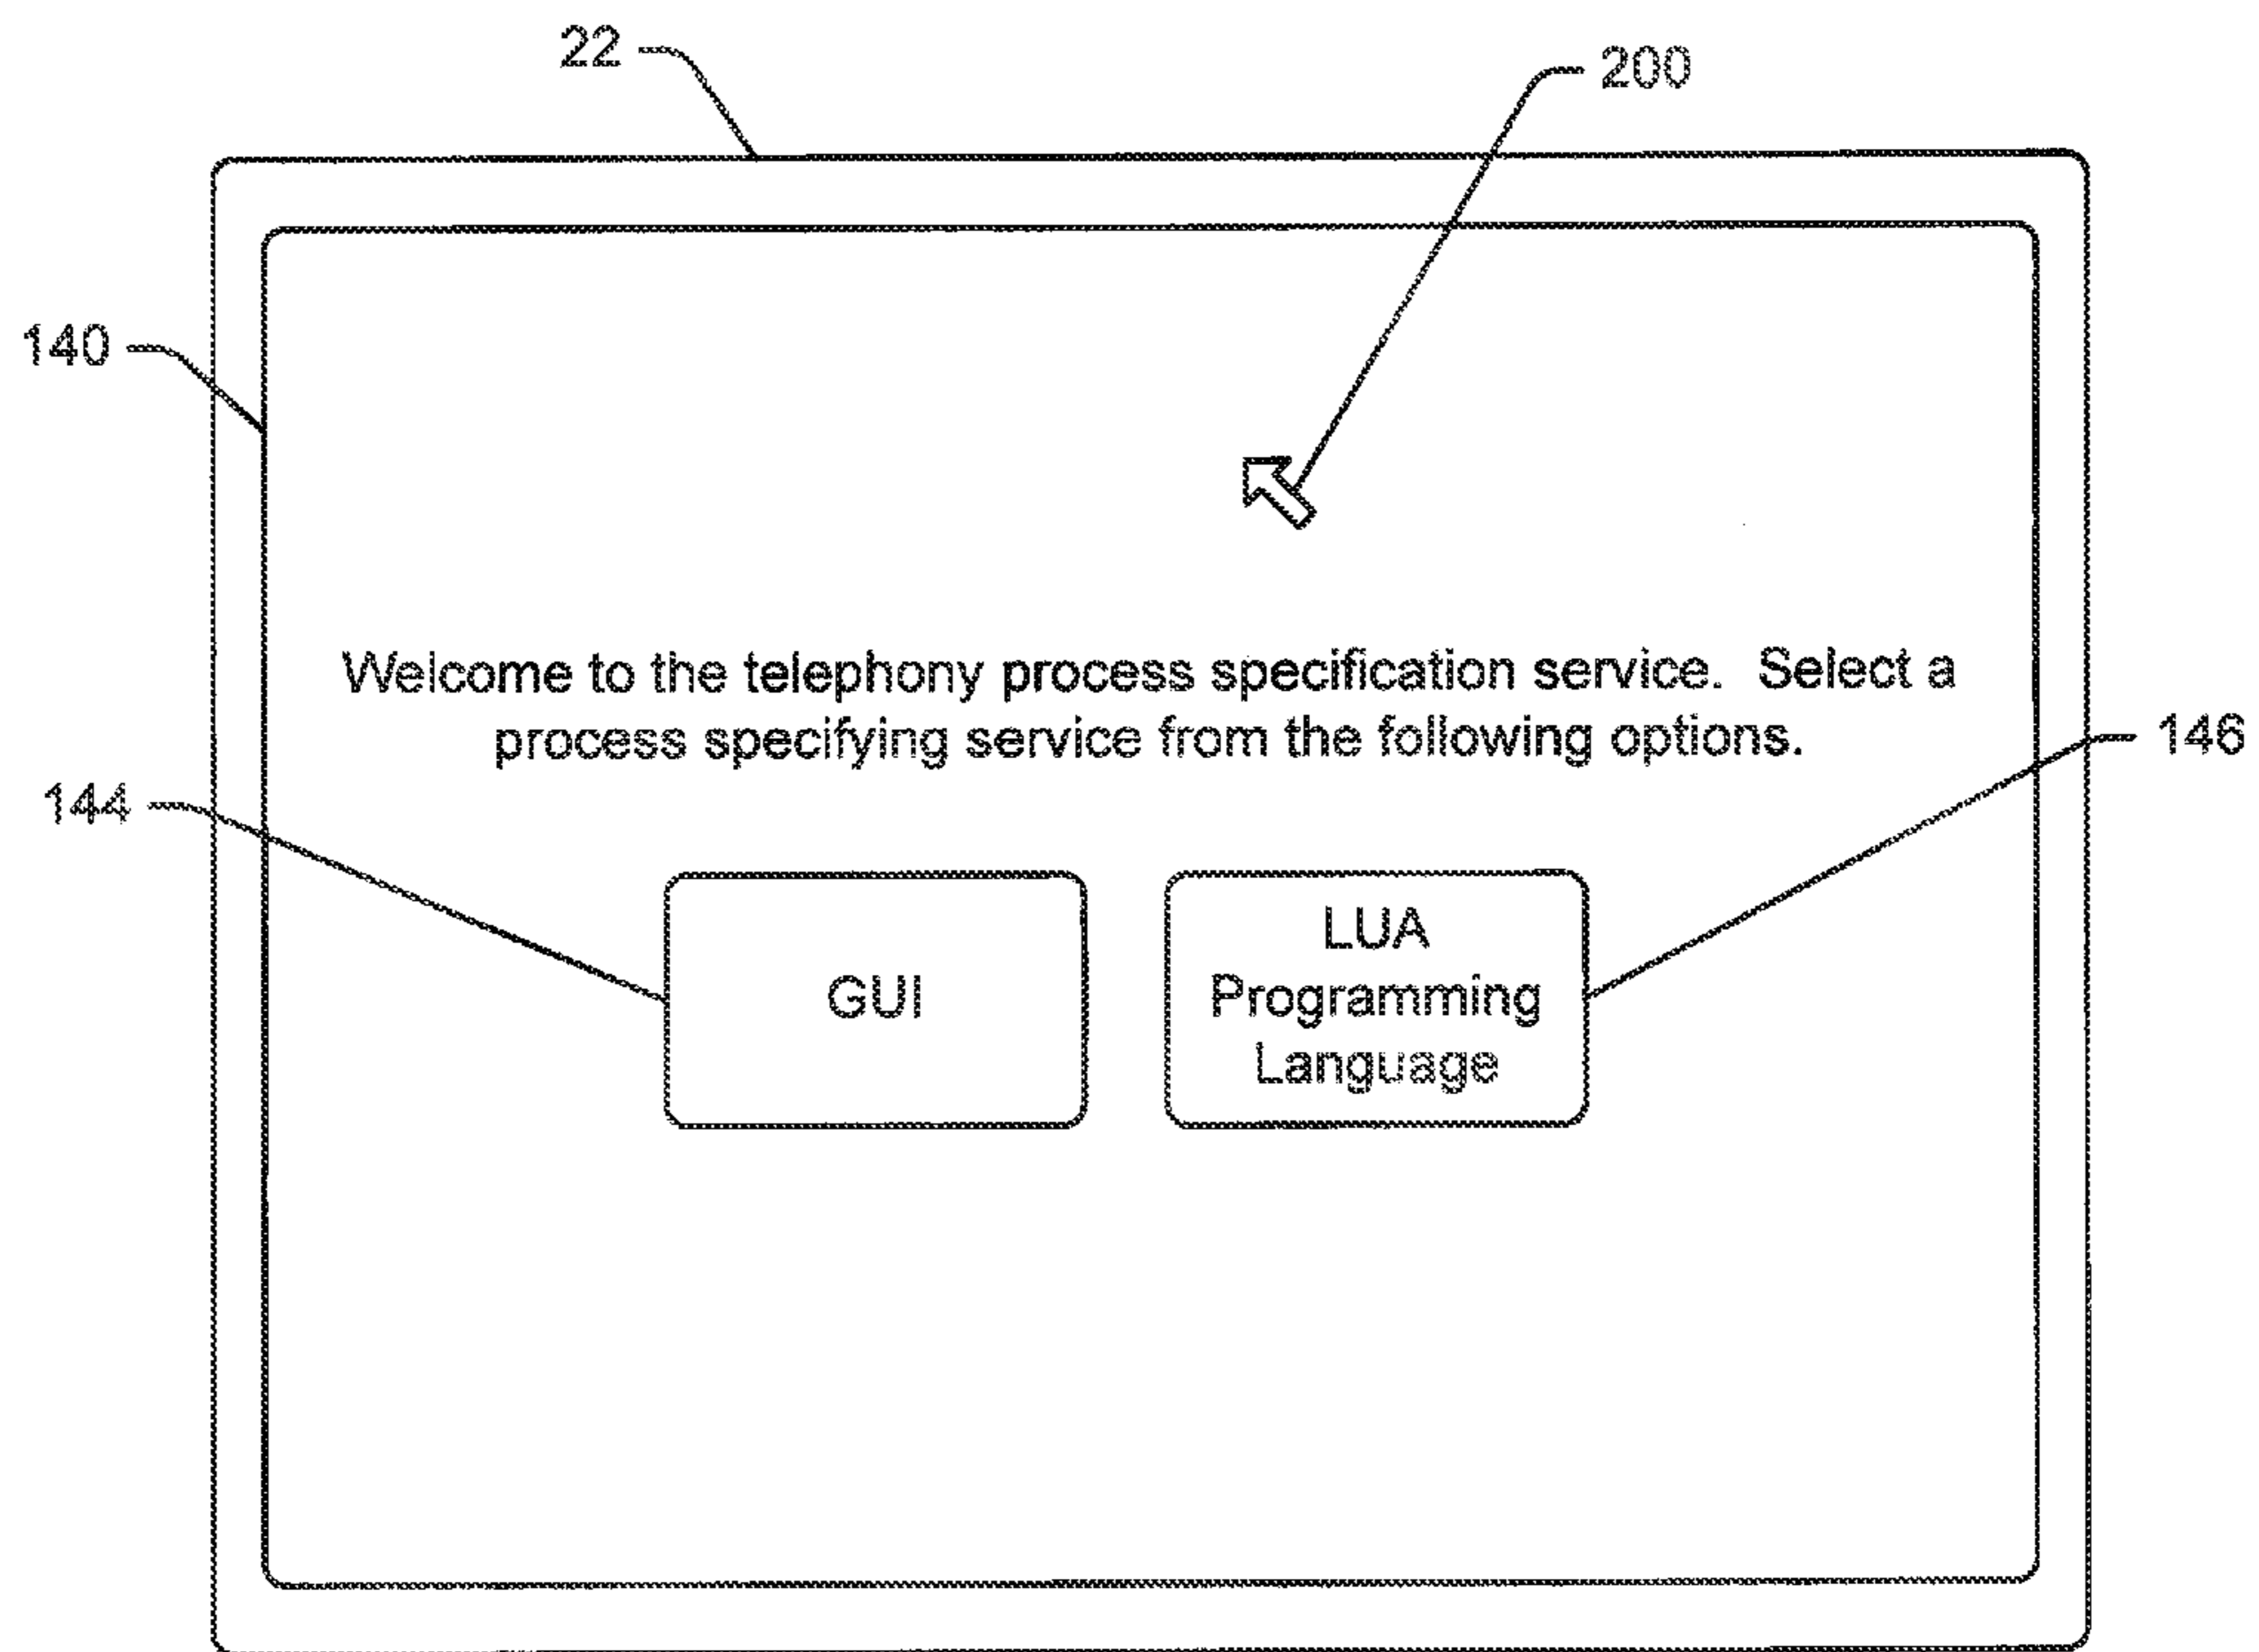 22
200
140
Welcome to the telephony process specification service. Select a
process specifying service from the following options.
146
144
GUI
LUA
Programming
Language